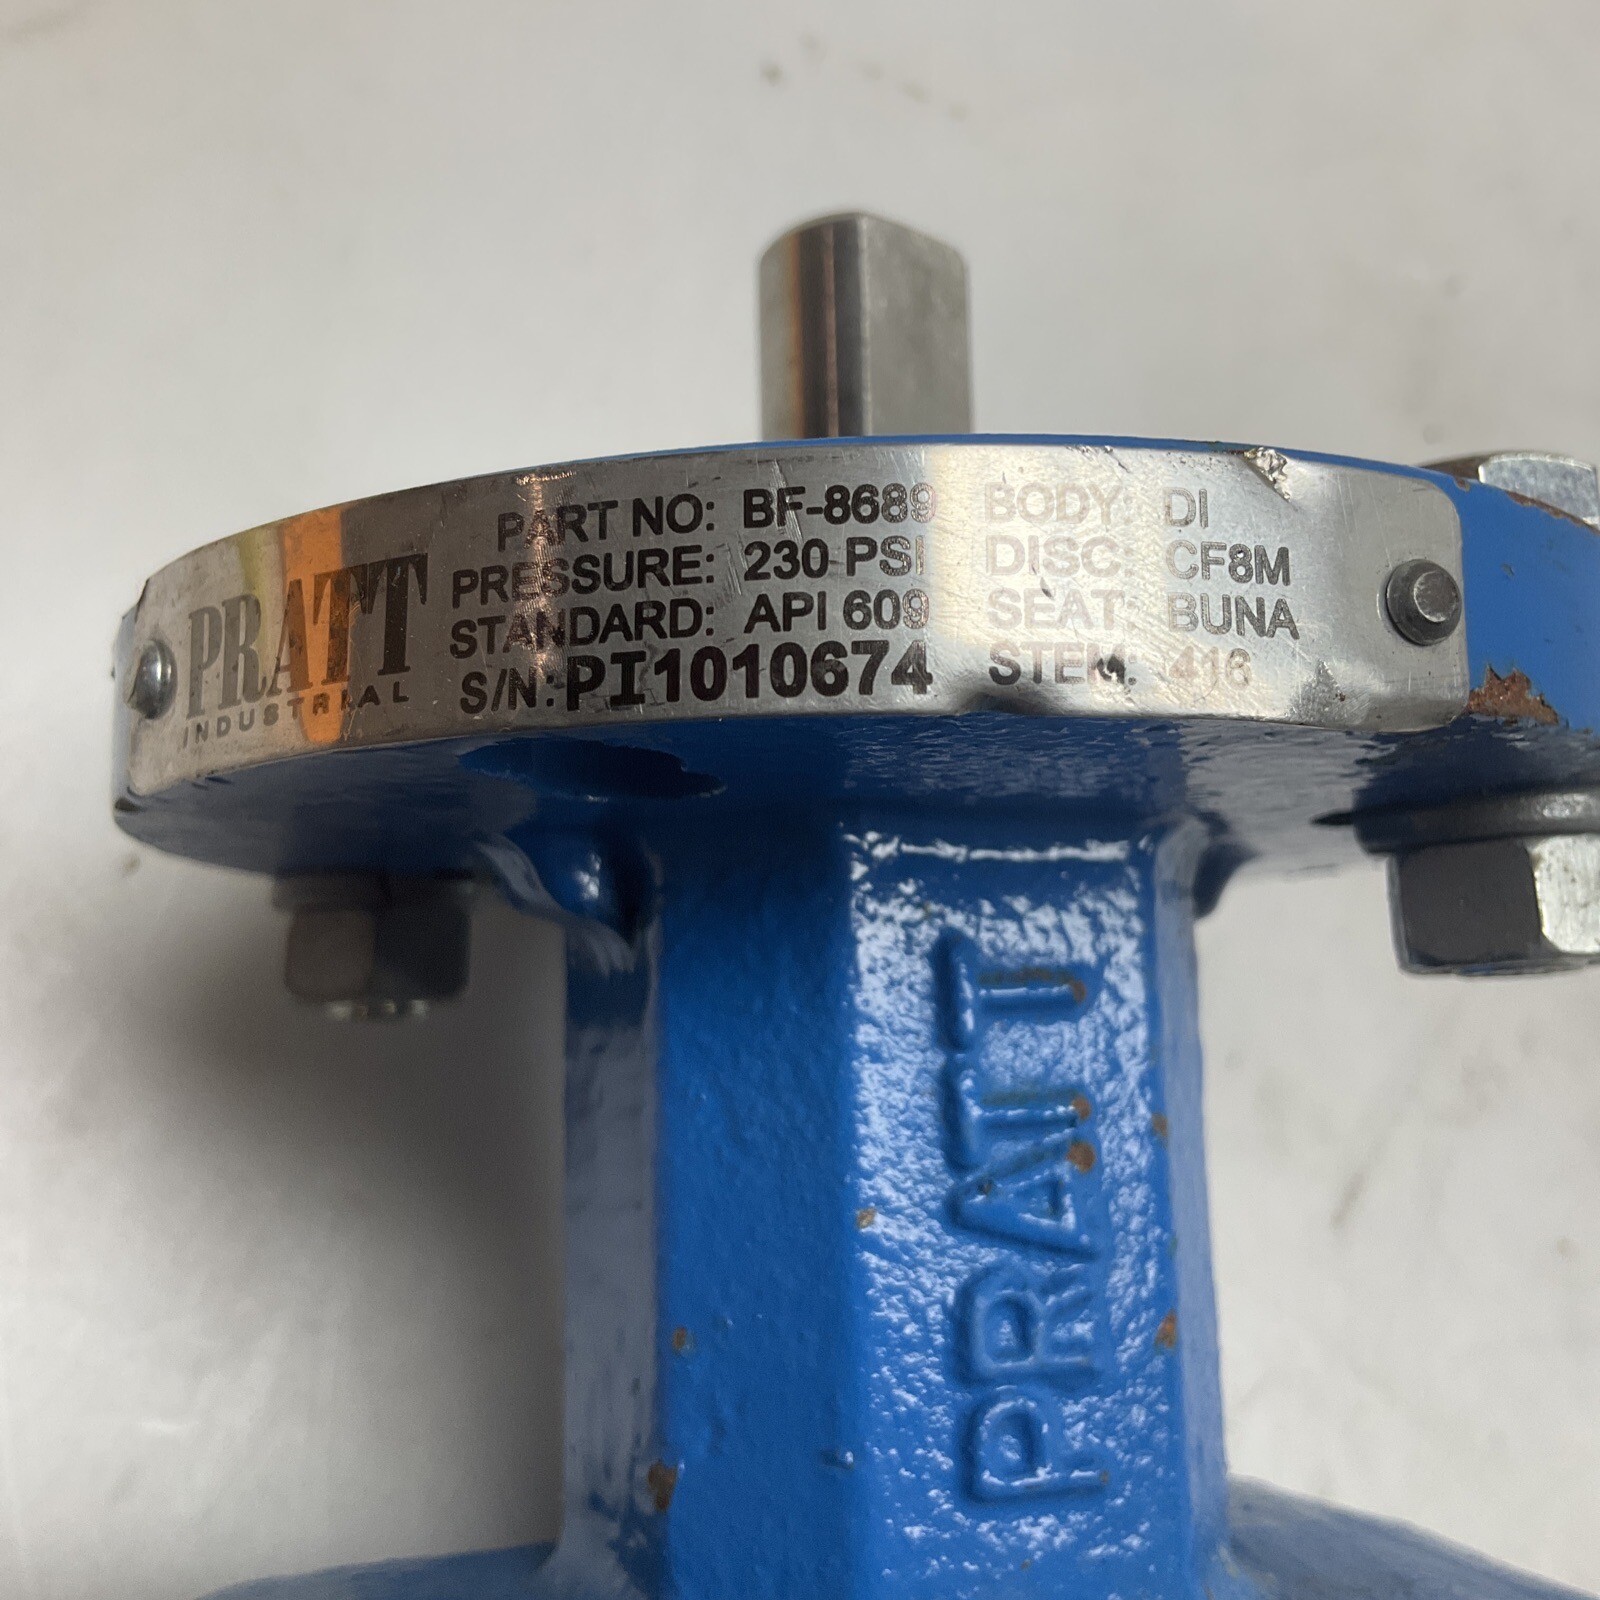 PRATT
INDUSTRIAL
PART NO: BF-8689
PRESSURE: 230 PSI
STANDARD: API 609
S/N: PI1010674
BODY: DI
DISC: CF8M
SEAT: BUNA
STEM: 416
PRATT